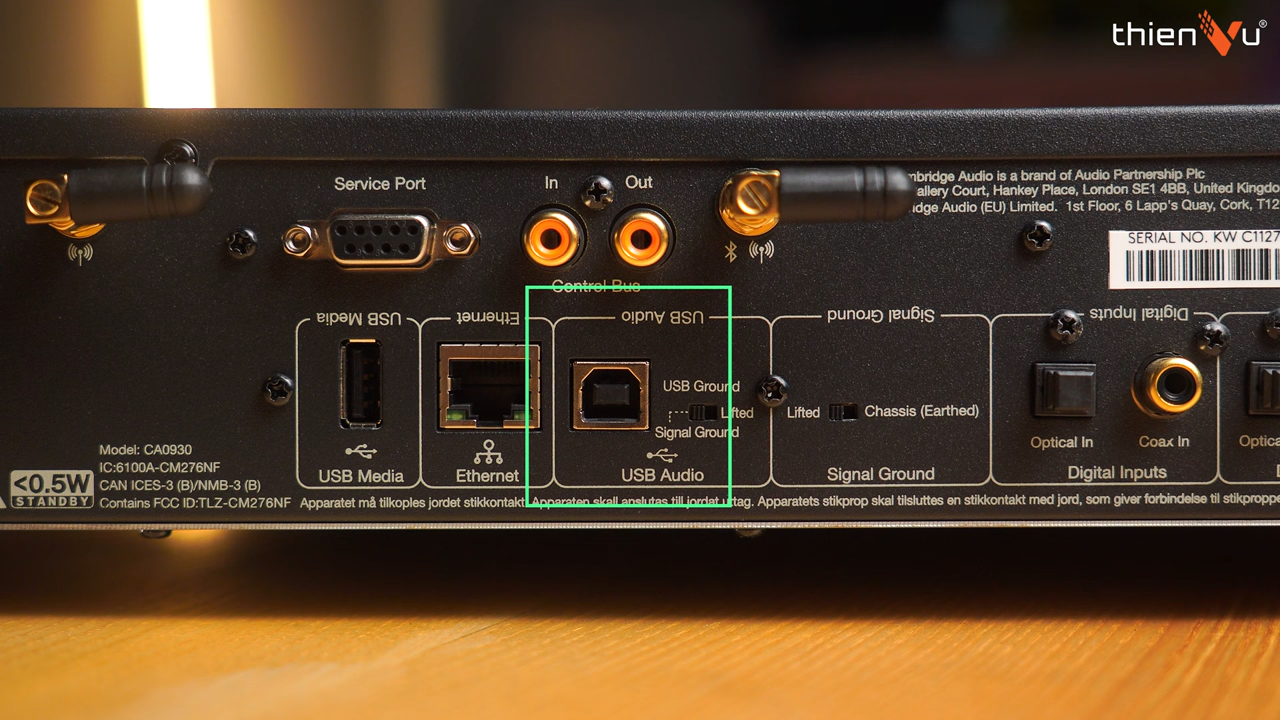 thien Vu®
Service Port
In
Out
Control Bus
mbridge Audio is a brand of Audio Partnership Plc
allery Court, Hankey Place, London SE1 4BB, United Kingdo
idge Audio (EU) Limited. 1st Floor, 6 Lapp's Quay, Cork, T12
SERIAL NO. KW C1127
USB Media
Ethernet
USB Audio
Signal Ground
Digital Inputs
USB Ground
Lifted
Signal Ground
Lifted
Chassis (Earthed)
Optical In
Coax In
Optica
USB Media
Ethernet
USB Audio
Signal Ground
Digital Inputs
Model: CA0930
IC:6100A-CM276NF
CAN ICES-3 (B)/NMB-3 (B)
Contains FCC ID:TLZ-CM276NF
<0.5W
STANDBY
Apparatet må tilkoples jordet stikkontakt. Apparaten skall anslutas till jordat uttag. Apparatets stikprop skal tilsluttes en stikkontakt med jord, som giver forbindelse til stikproppe